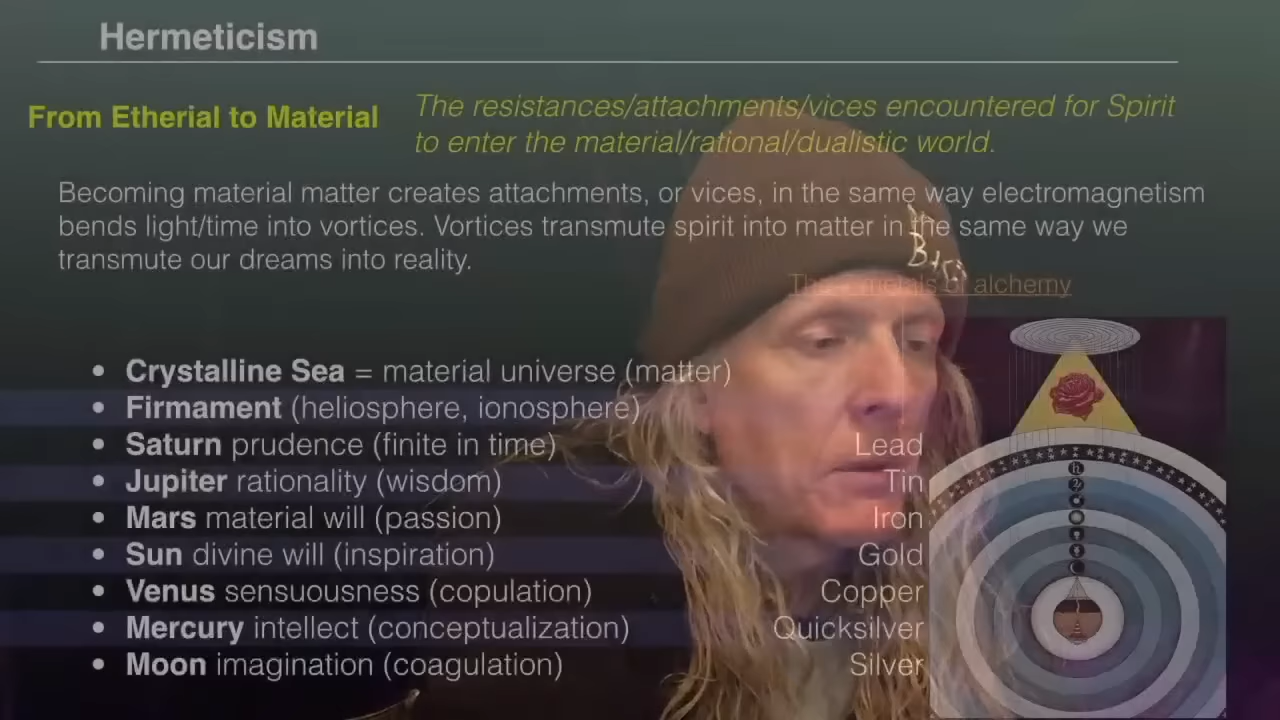 Hermeticism
From Etherial to Material
The resistances/attachments/vices encountered for Spirit
to enter the material/rational/dualistic world.
Becoming material matter creates attachments, or vices, in the same way electromagnetism
bends light/time into vortices. Vortices transmute spirit into matter in the same way we
transmute our dreams into reality.
metals of alchemy
• Crystalline Sea = material universe (matter)
• Firmament (heliosphere, ionosphere)
• Saturn prudence (finite in time) Lead
• Jupiter rationality (wisdom) Tin
• Mars material will (passion) Iron
• Sun divine will (inspiration) Gold
• Venus sensuousness (copulation) Copper
• Mercury intellect (conceptualization) Quicksilver
• Moon imagination (coagulation) Silver